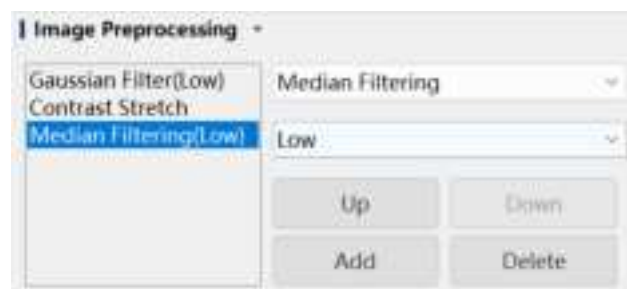 Image Preprocessing
Gaussian Filter(Low)
Contrast Stretch
Median Filtering(Low)
Median Filtering
Low
Up
Down
Add
Delete